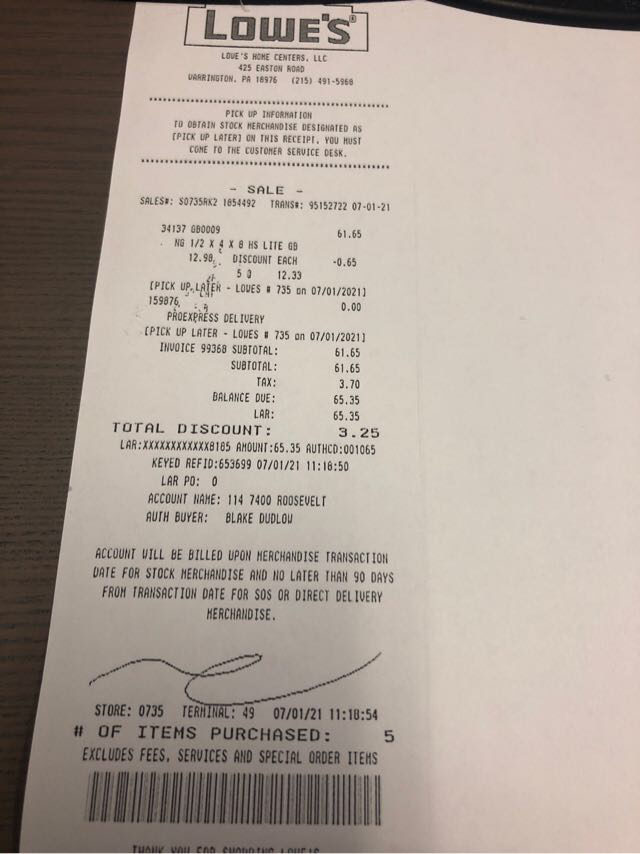 LOWE'S®
LOWE'S HOME CENTERS, LLC
425 EASTON ROAD
WARRINGTON, PA 18976 (215) 491-5968
PICK UP INFORMATION
TO OBTAIN STOCK MERCHANDISE DESIGNATED AS
[PICK UP LATER] ON THIS RECEIPT, YOU MUST
COME TO THE CUSTOMER SERVICE DESK.
- SALE -
SALES#: S0735RK2 1854492 TRANS#: 95152722 07-01-21
34137 GB0009 61.65
NG 1/2 X 4 X 8 HS LITE GB
12.98 DISCOUNT EACH -0.65
5 @ 12.33
[PICK UP LATER - LOWES # 735 on 07/01/2021]
159876 0.00
PROEXPRESS DELIVERY
[PICK UP LATER - LOWES # 735 on 07/01/2021]
INVOICE 99368 SUBTOTAL: 61.65
SUBTOTAL: 61.65
TAX: 3.70
BALANCE DUE: 65.35
LAR: 65.35
TOTAL DISCOUNT: 3.25
LAR:XXXXXXXXXXXX8185 AMOUNT:65.35 AUTHCD:001065
KEYED REFID:653699 07/01/21 11:18:50
LAR PO: 0
ACCOUNT NAME: 114 7400 ROOSEVELT
AUTH BUYER: BLAKE DUDLOW
ACCOUNT WILL BE BILLED UPON MERCHANDISE TRANSACTION
DATE FOR STOCK MERCHANDISE AND NO LATER THAN 90 DAYS
FROM TRANSACTION DATE FOR SOS OR DIRECT DELIVERY
MERCHANDISE.
STORE: 0735 TERMINAL: 49 07/01/21 11:18:54
# OF ITEMS PURCHASED: 5
EXCLUDES FEES, SERVICES AND SPECIAL ORDER ITEMS
THANK YOU FOR SHOPPING LOWE'S